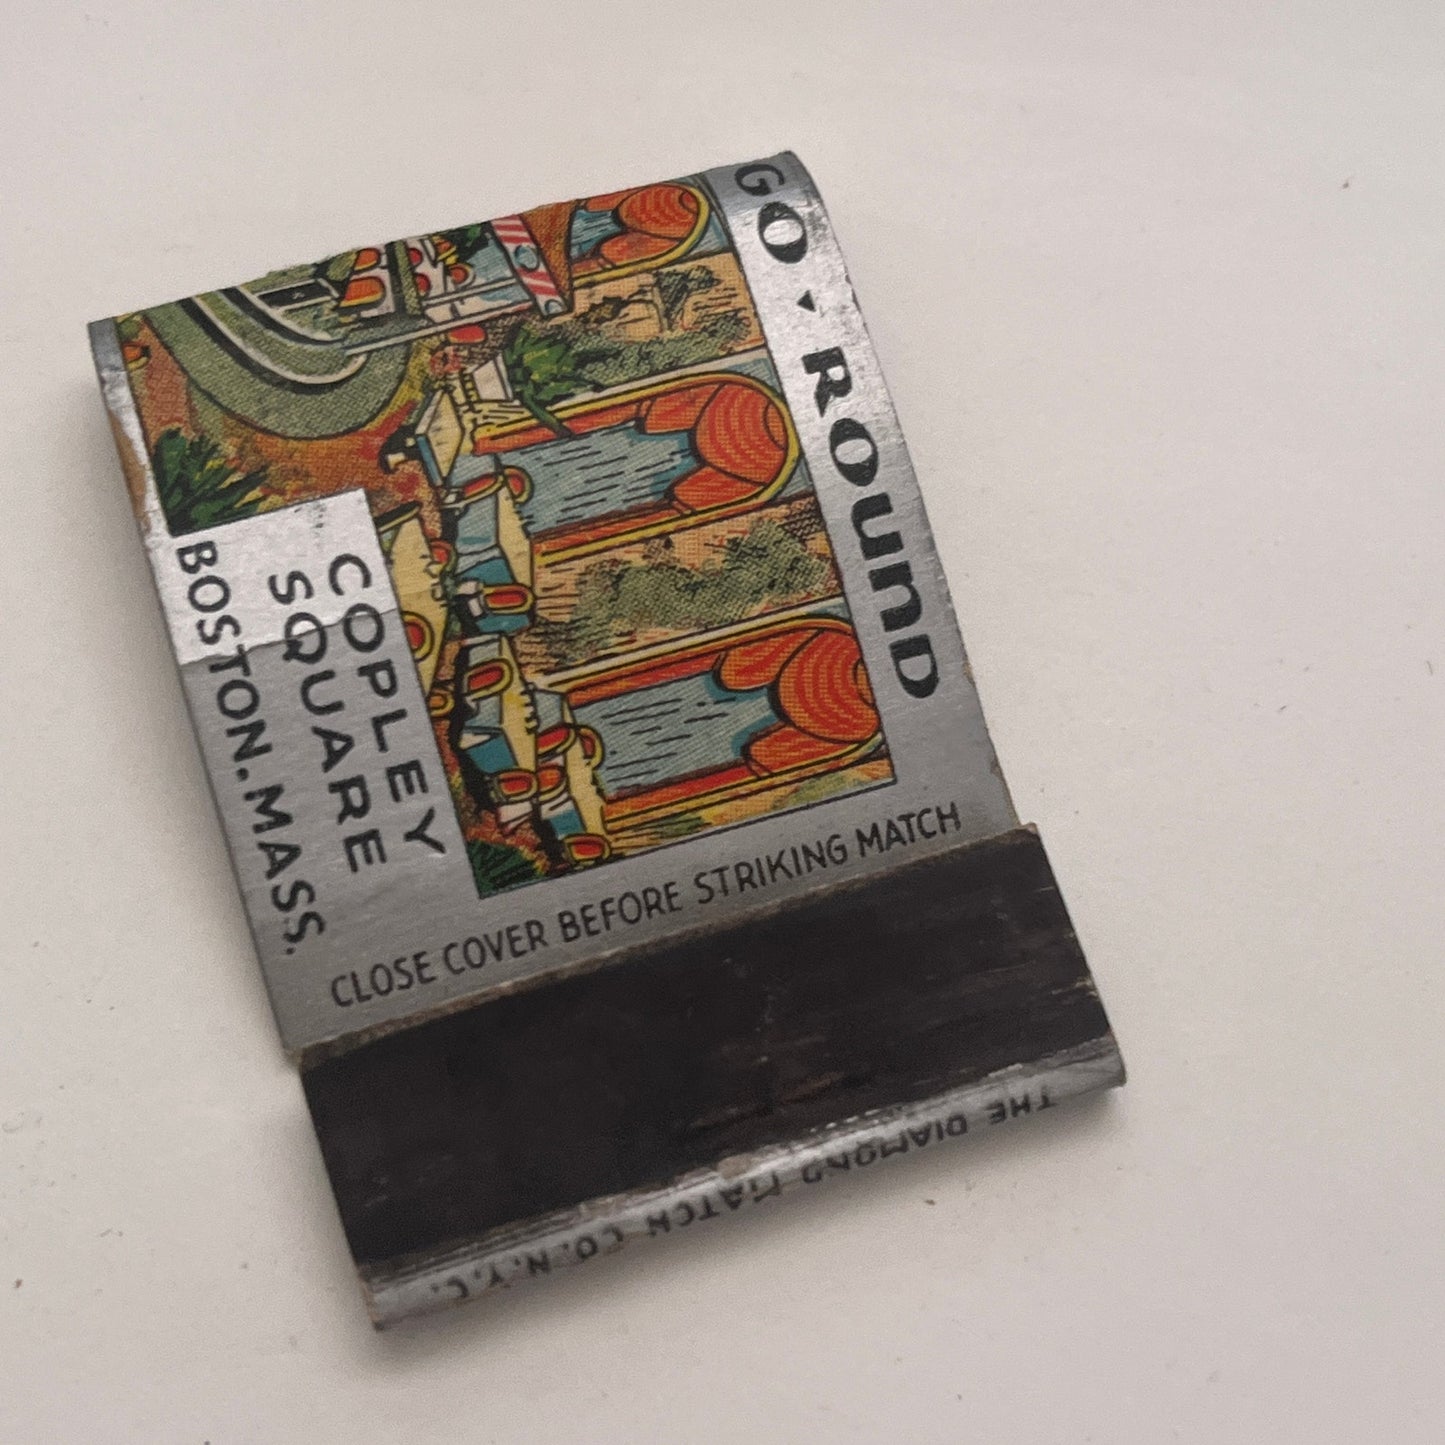 GO ▾ ROUND
COPLEY
SQUARE
BOSTON. MASS.
CLOSE COVER BEFORE STRIKING MATCH
THE DIAMOND MATCH CO. N.Y.C.